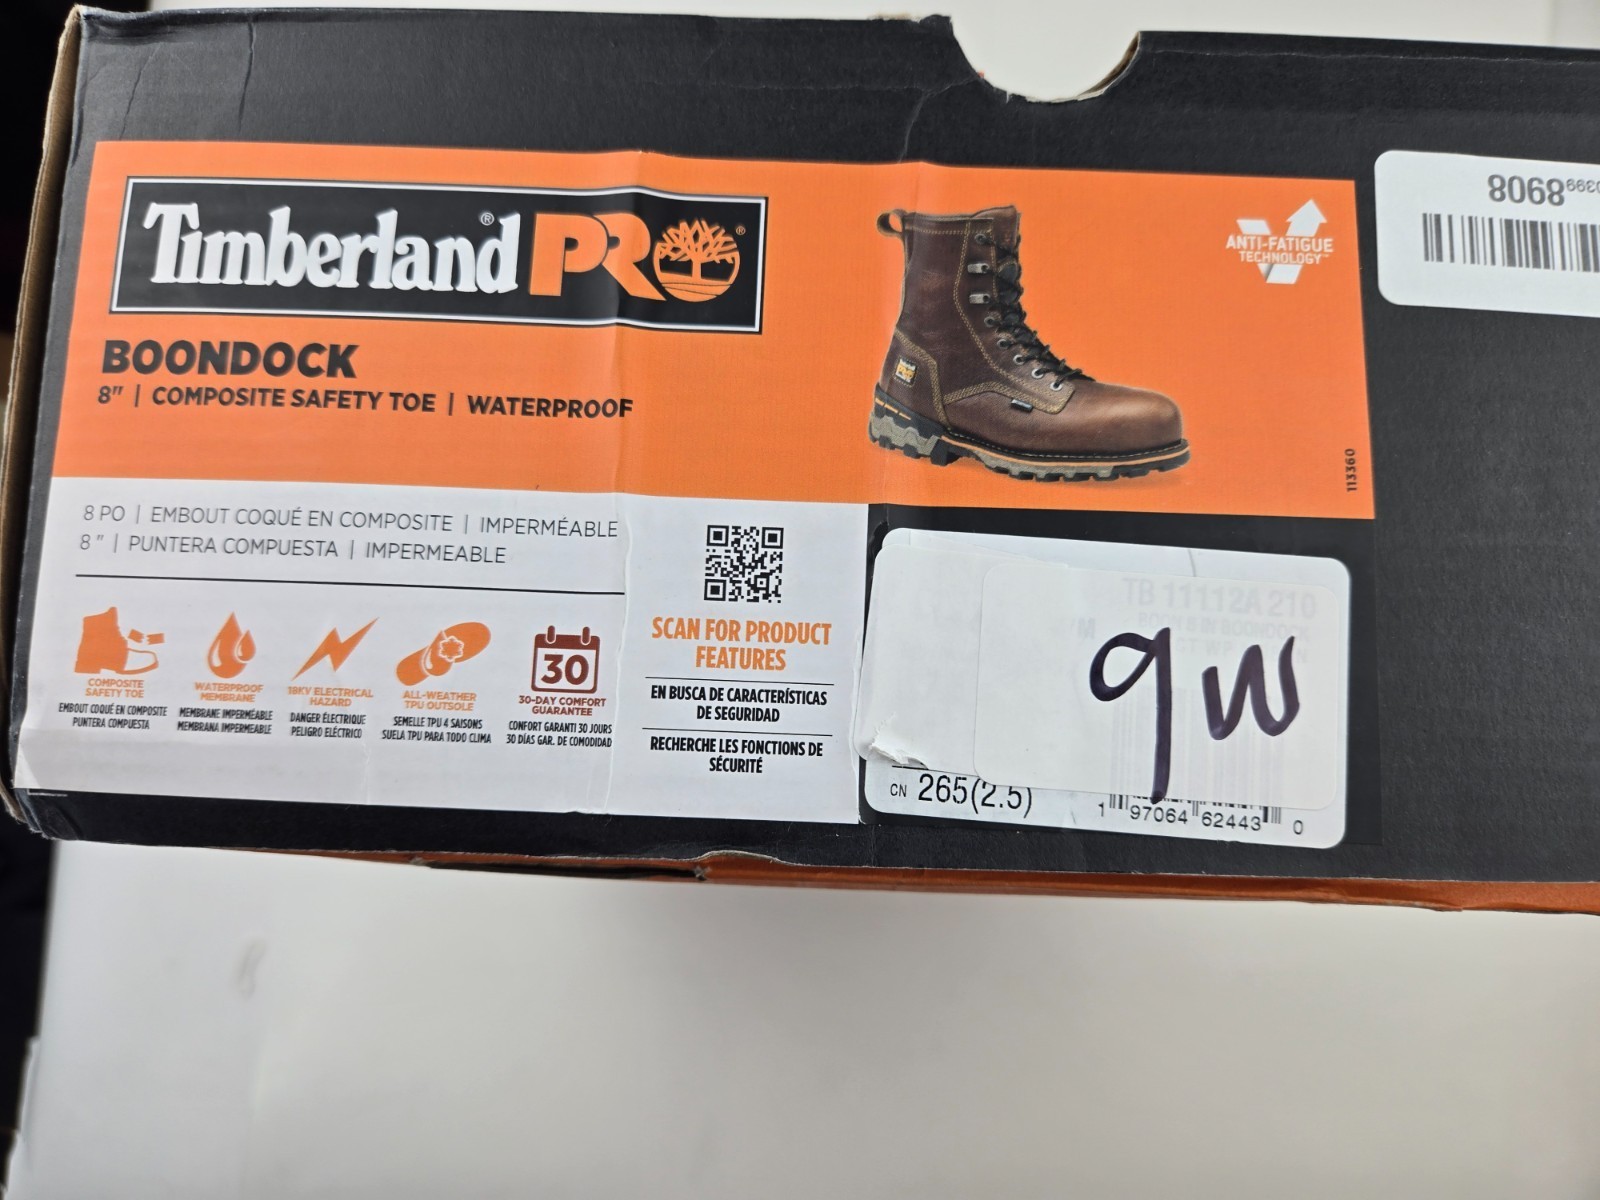 Timberland® PRO®
BOONDOCK
8" | COMPOSITE SAFETY TOE | WATERPROOF
8 PO | EMBOUT COQUÉ EN COMPOSITE | IMPERMÉABLE
8" | PUNTERA COMPUESTA | IMPERMEABLE
COMPOSITE
SAFETY TOE
EMBOUT COQUÉ EN COMPOSITE
PUNTERA COMPUESTA
WATERPROOF
MEMBRANE
MEMBRANE IMPERMÉABLE
MEMBRANA IMPERMEABLE
18KV ELECTRICAL
HAZARD
DANGER ÉLECTRIQUE
PELIGRO ELÉCTRICO
ALL-WEATHER
TPU OUTSOLE
SEMELLE TPU 4 SAISONS
SUELA TPU PARA TODO CLIMA
30
30-DAY COMFORT
GUARANTEE
CONFORT GARANTI 30 JOURS
30 DÍAS GAR. DE COMODIDAD
SCAN FOR PRODUCT
FEATURES
EN BUSCA DE CARACTERÍSTICAS
DE SEGURIDAD
RECHERCHE LES FONCTIONS DE
SÉCURITÉ
ANTI-FATIGUE
TECHNOLOGY™
113360
0399 8908
TB 11112A 210
9W
CN 265(2.5)
1 97064 62443 0